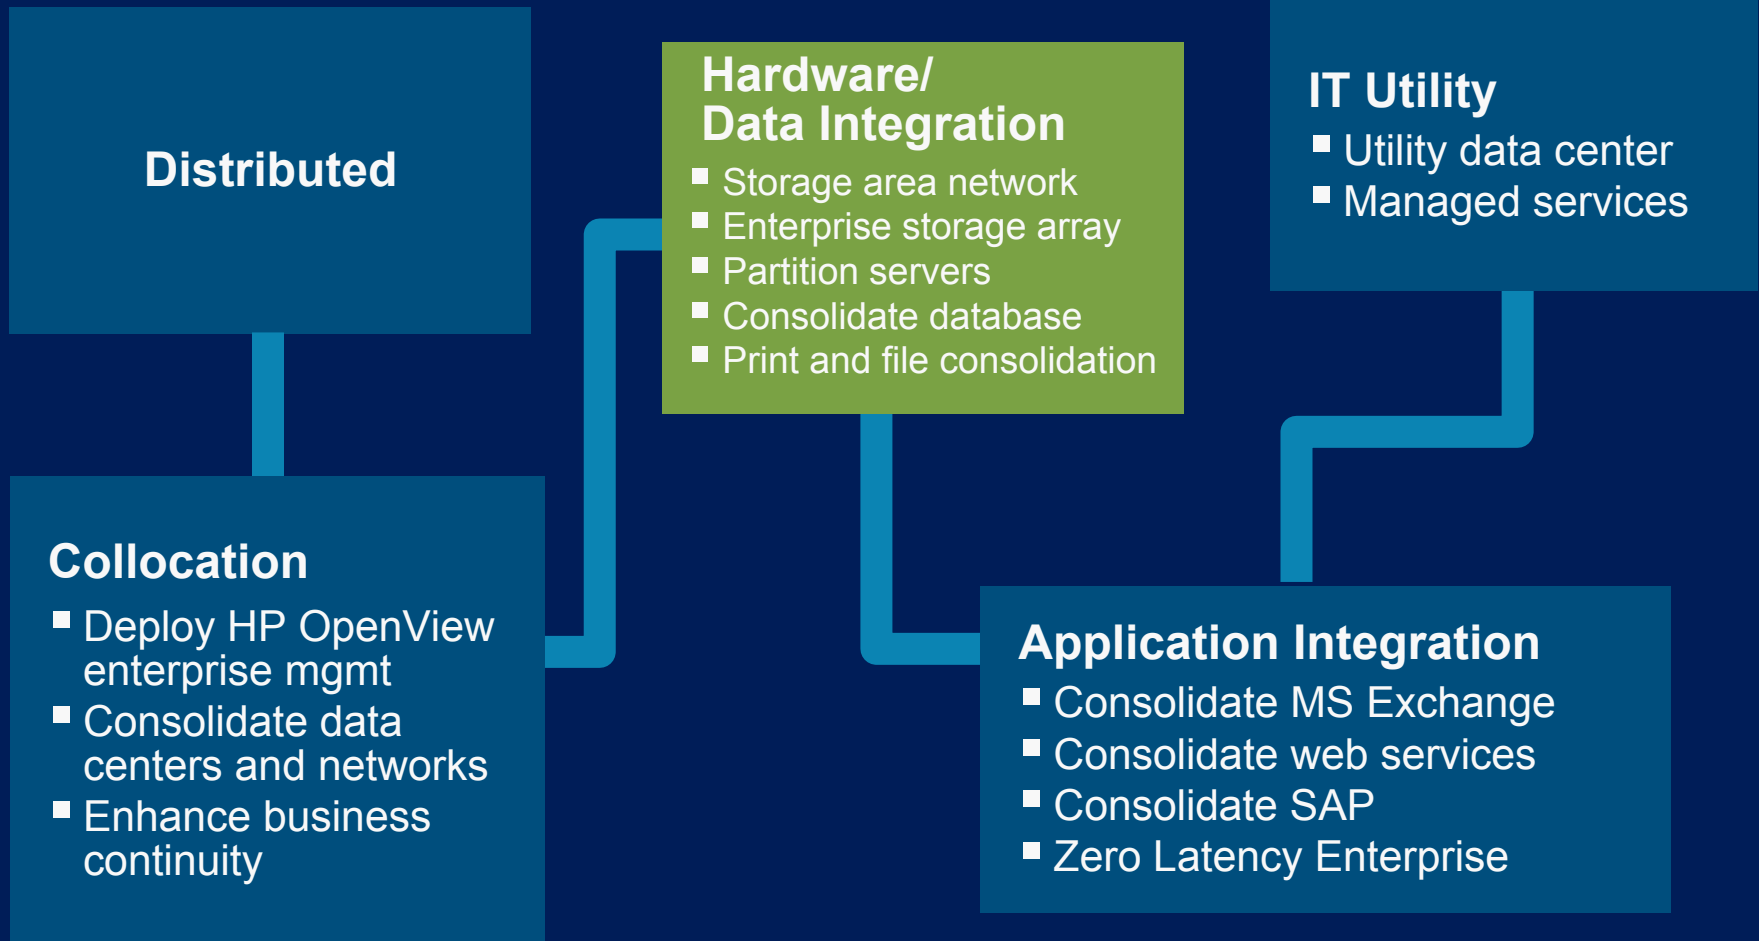 Distributed
Collocation
▪ Deploy HP OpenView
enterprise mgmt
▪ Consolidate data
centers and networks
▪ Enhance business
continuity
Hardware/
Data Integration
▪ Storage area network
▪ Enterprise storage array
▪ Partition servers
▪ Consolidate database
▪ Print and file consolidation
Application Integration
▪ Consolidate MS Exchange
▪ Consolidate web services
▪ Consolidate SAP
▪ Zero Latency Enterprise
IT Utility
▪ Utility data center
▪ Managed services